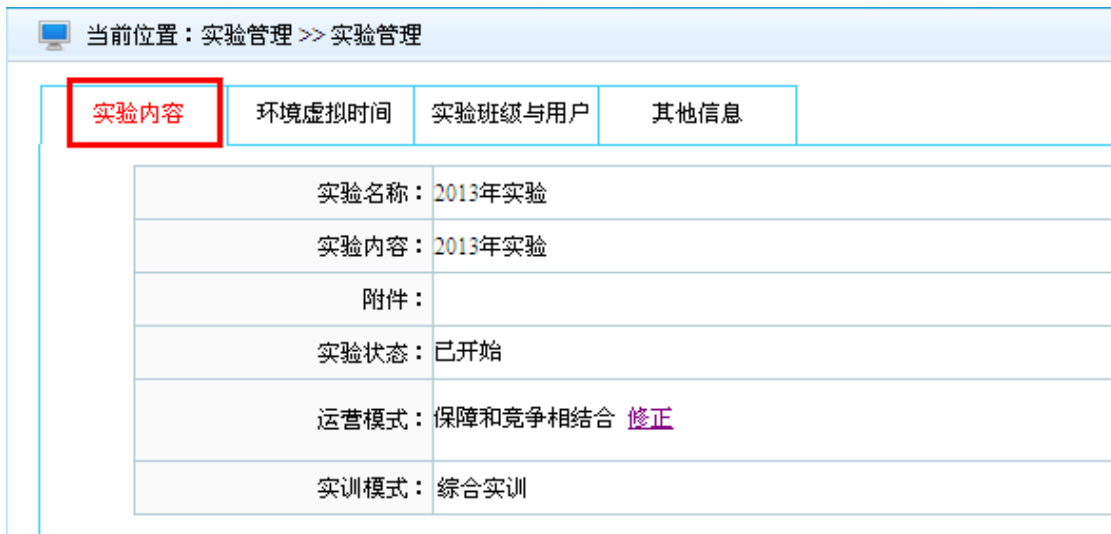 当前位置：实验管理 >> 实验管理
实验内容 环境虚拟时间 实验班级与用户 其他信息
实验名称：2013年实验
实验内容：2013年实验
附件：
实验状态：已开始
运营模式：保障和竞争相结合 修正
实训模式：综合实训